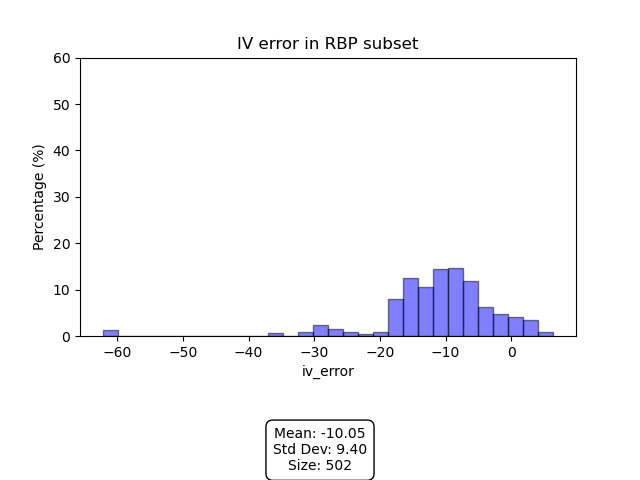 IV error in RBP subset
60
50
40
30
20
10
0
Percentage (%)
−60
−50
−40
−30
−20
−10
0
iv_error
Mean: -10.05
Std Dev: 9.40
Size: 502